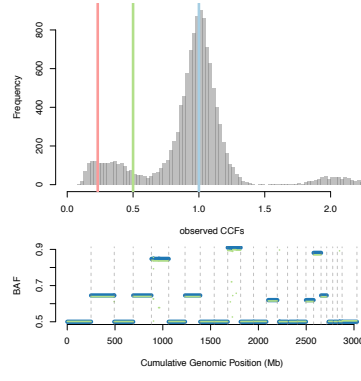 800
600
400
200
0
Frequency
0.0 0.5 1.0 1.5 2.0
observed CCFs
0.9
0.7
0.5
BAF
0 500 1000 1500 2000 2500 3000
Cumulative Genomic Position (Mb)